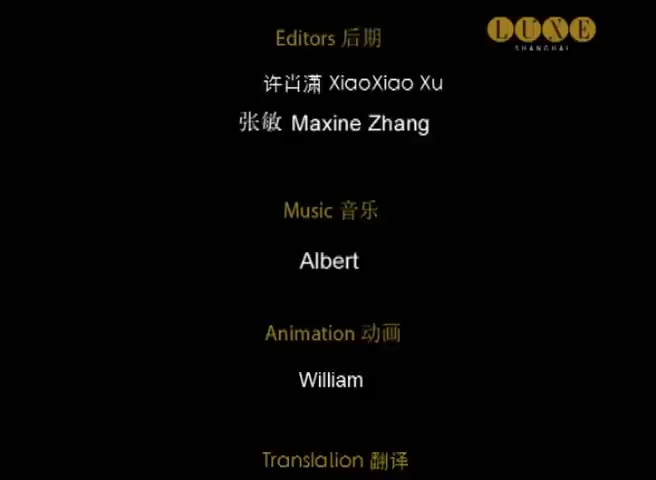 LUXE
SHANGHAI
Editors 后期
许肖潇 XiaoXiao Xu
张敏 Maxine Zhang
Music 音乐
Albert
Animation 动画
William
Translation 翻译